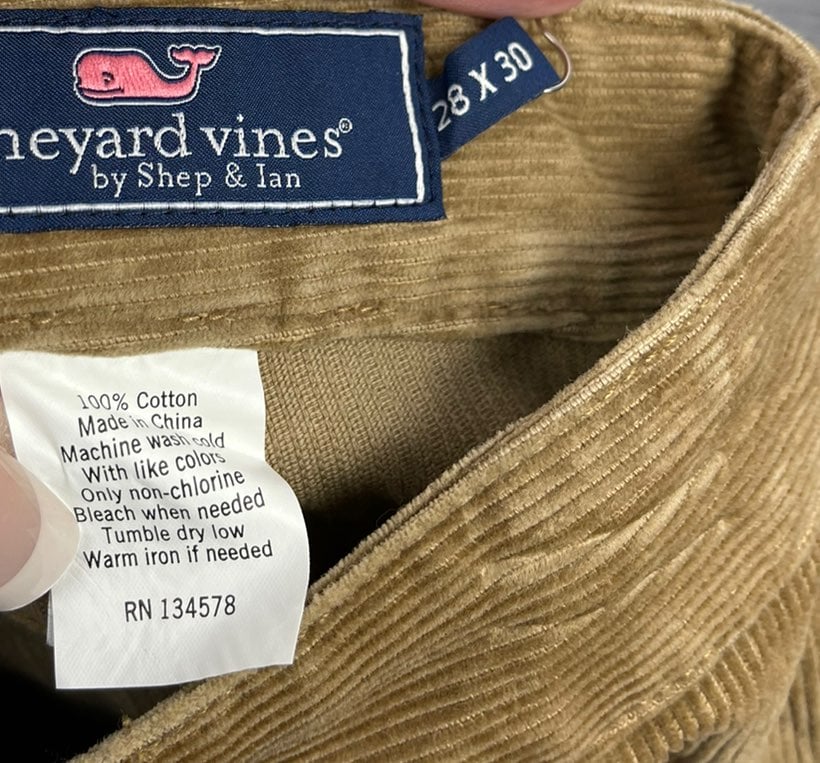 neyard vines®
by Shep & Ian
28 X 30
100% Cotton
Made in China
Machine wash cold
With like colors
Only non-chlorine
Bleach when needed
Tumble dry low
Warm iron if needed
RN 134578